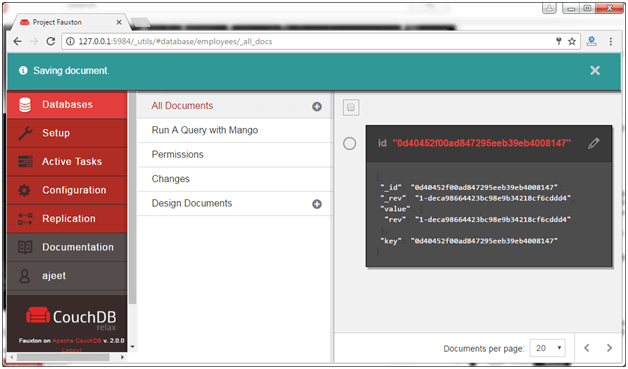 Project Fauxton
127.0.0.1:5984/_utils/#database/employees/_all_docs
Saving document.
Databases
Setup
Active Tasks
Configuration
Replication
Documentation
ajeet
CouchDB
relax
Fauxton on Apache CouchDB v. 2.0.0
Logout
All Documents
Run A Query with Mango
Permissions
Changes
Design Documents
id "0d40452f00ad847295eeb39eb4008147"
{
"_id" "0d40452f00ad847295eeb39eb4008147"
"_rev" "1-deca98664423bc98e9b34218cf6cddd4"
"value"
"rev" "1-deca98664423bc98e9b34218cf6cddd4"
"key" "0d40452f00ad847295eeb39eb4008147"
}
Documents per page: 20